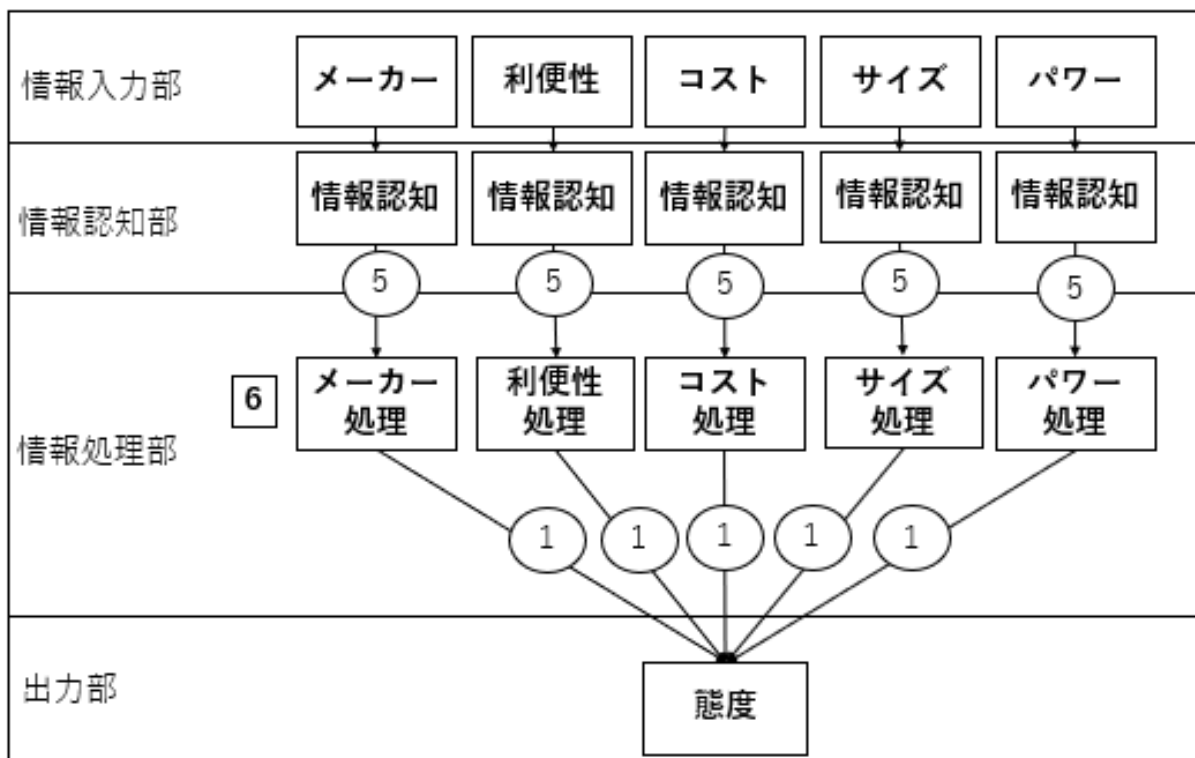 情報入力部
メーカー
利便性
コスト
サイズ
パワー
情報認知部
情報認知
情報認知
情報認知
情報認知
情報認知
5
5
5
5
5
情報処理部
6
メーカー
処理
利便性
処理
コスト
処理
サイズ
処理
パワー
処理
1
1
1
1
1
出力部
態度